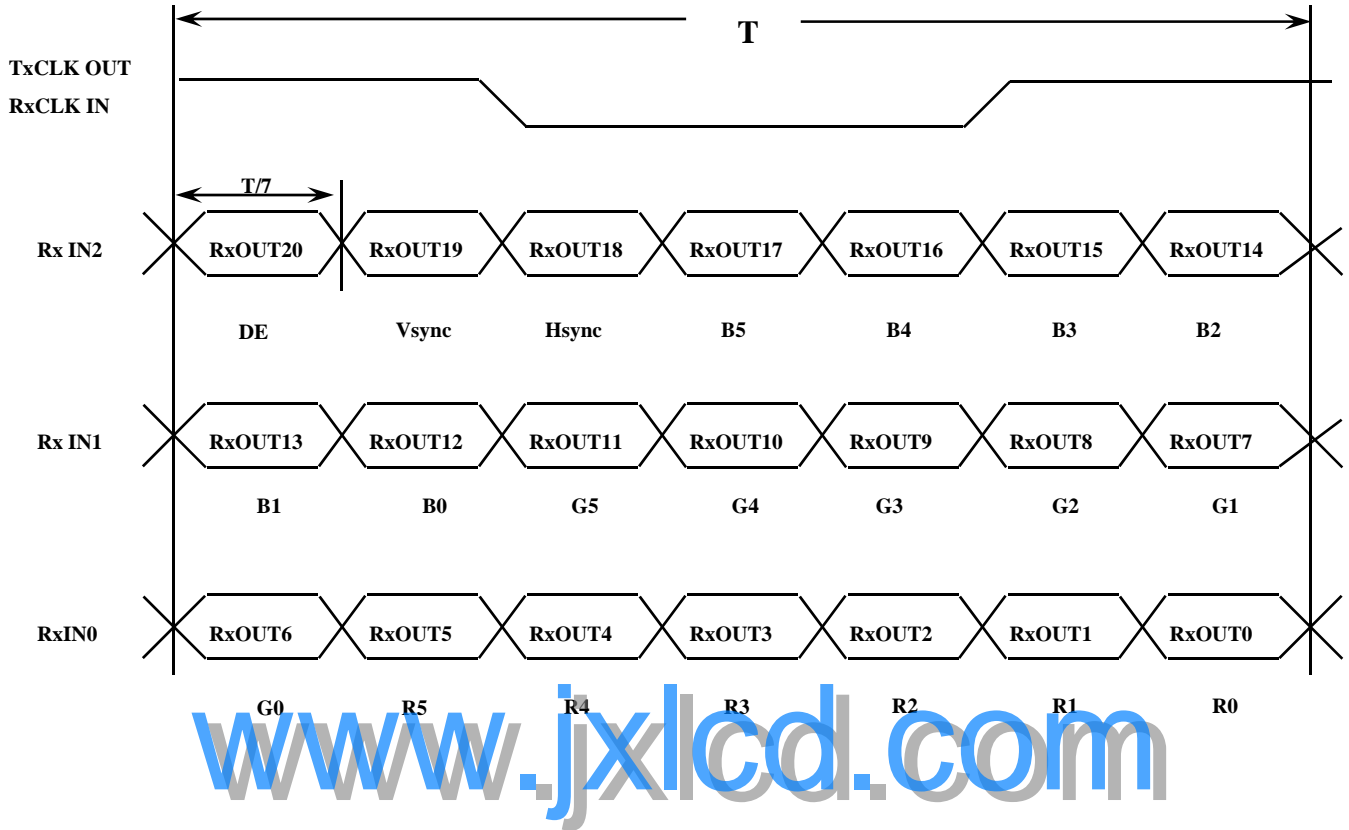 T
TxCLK OUT
RxCLK IN
T/7
Rx IN2 RxOUT20 RxOUT19 RxOUT18 RxOUT17 RxOUT16 RxOUT15 RxOUT14
DE Vsync Hsync B5 B4 B3 B2
Rx IN1 RxOUT13 RxOUT12 RxOUT11 RxOUT10 RxOUT9 RxOUT8 RxOUT7
B1 B0 G5 G4 G3 G2 G1
RxIN0 RxOUT6 RxOUT5 RxOUT4 RxOUT3 RxOUT2 RxOUT1 RxOUT0
G0 R5 R4 R3 R2 R1 R0
www.jxlcd.com